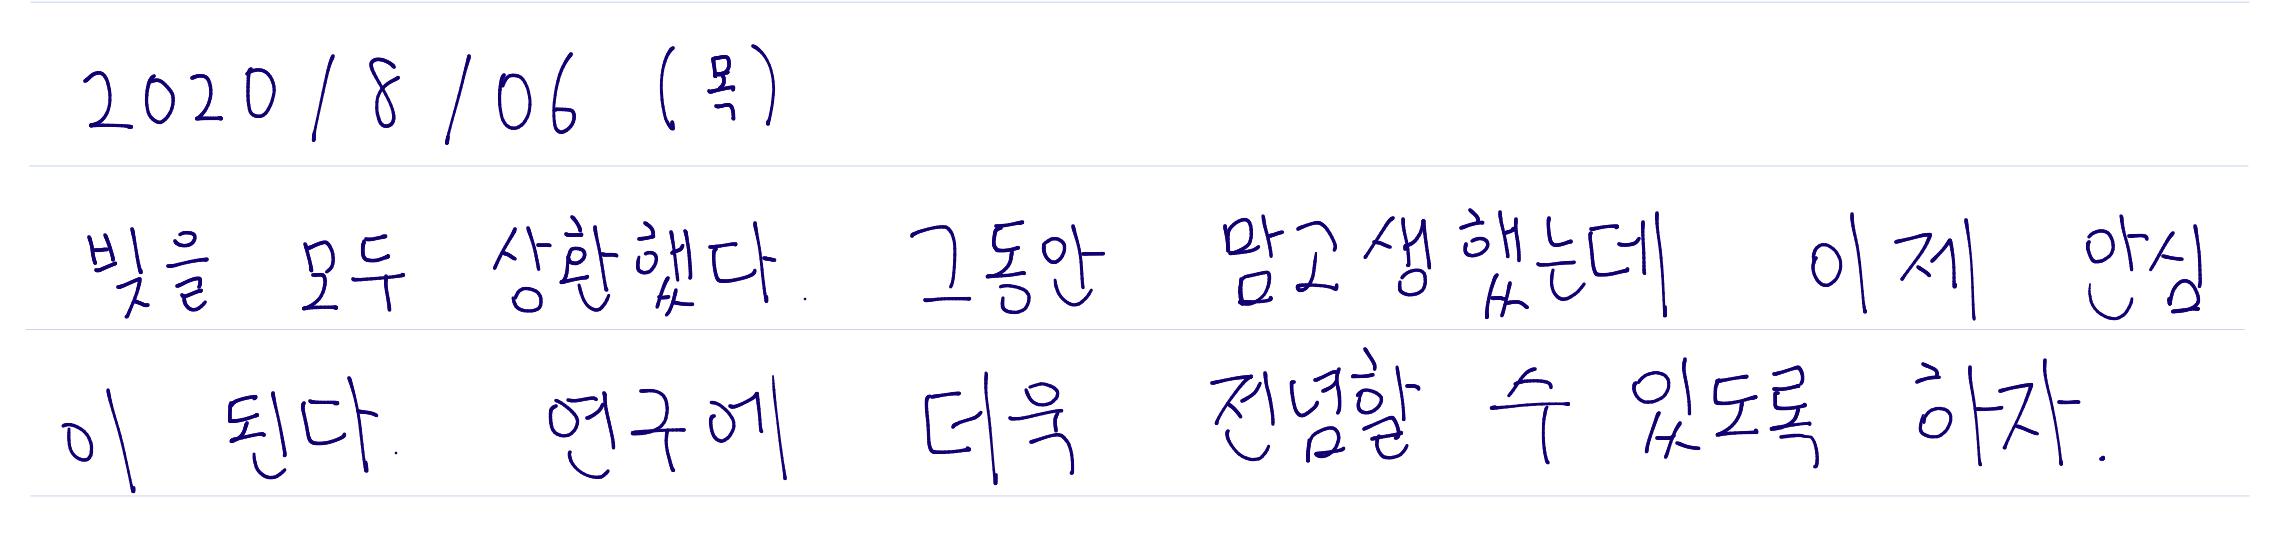 2020/8/06 (목)
빚을 모두 상환했다. 그동안 맘고생했는데 이제 안심
이 된다. 연구에 더욱 전념할 수 있도록 하자.